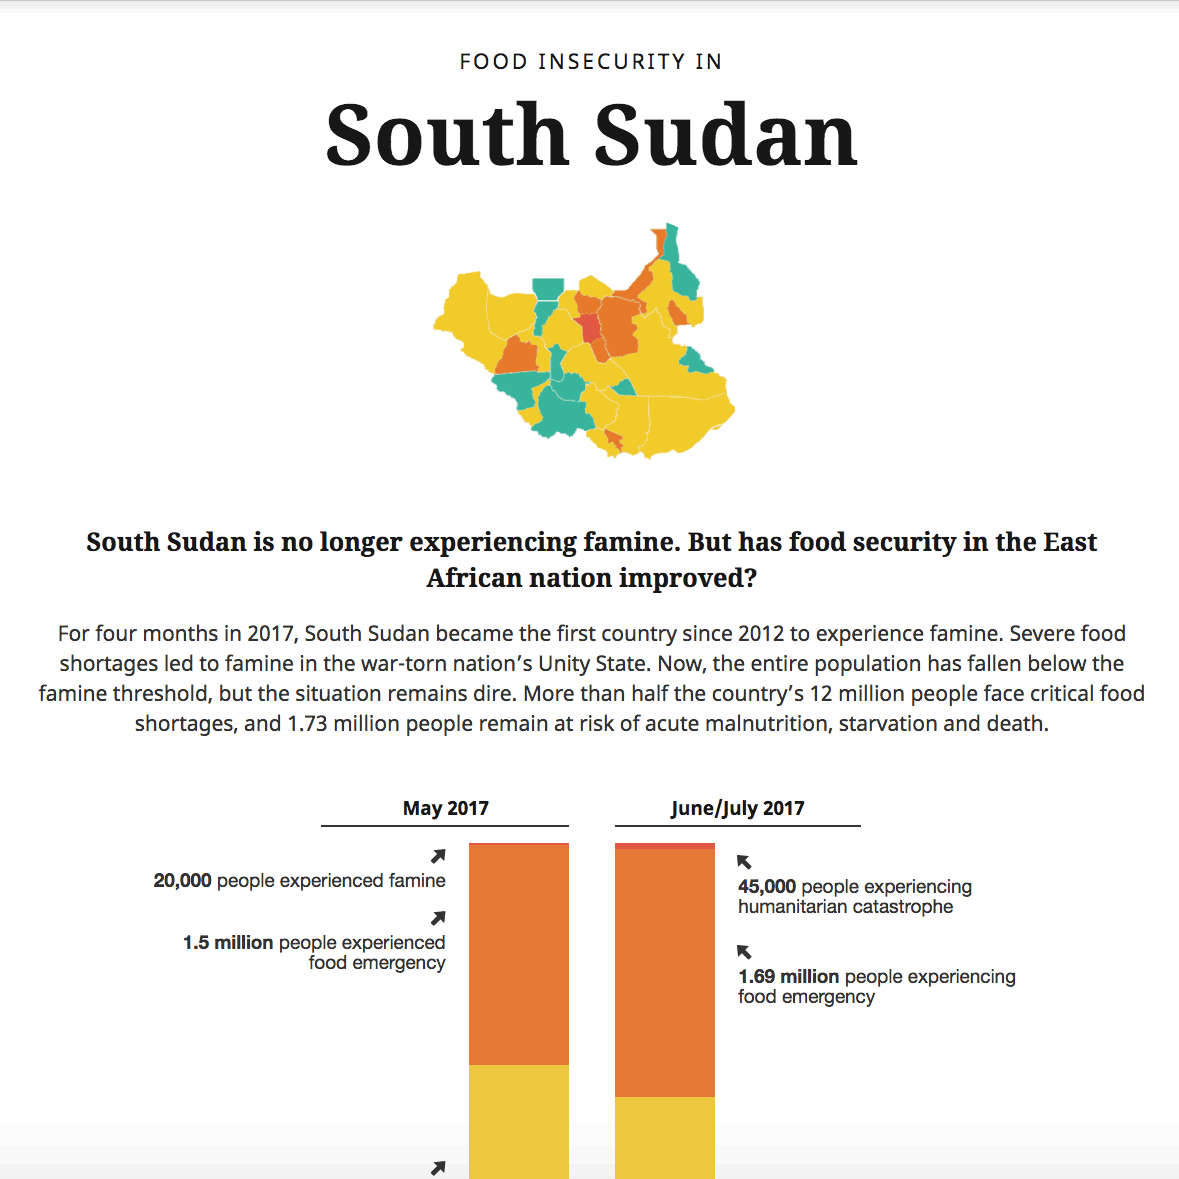 FOOD INSECURITY IN
South Sudan
South Sudan is no longer experiencing famine. But has food security in the East
African nation improved?
For four months in 2017, South Sudan became the first country since 2012 to experience famine. Severe food
shortages led to famine in the war-torn nation’s Unity State. Now, the entire population has fallen below the
famine threshold, but the situation remains dire. More than half the country’s 12 million people face critical food
shortages, and 1.73 million people remain at risk of acute malnutrition, starvation and death.
May 2017
20,000 people experienced famine
1.5 million people experienced
food emergency
June/July 2017
45,000 people experiencing
humanitarian catastrophe
1.69 million people experiencing
food emergency